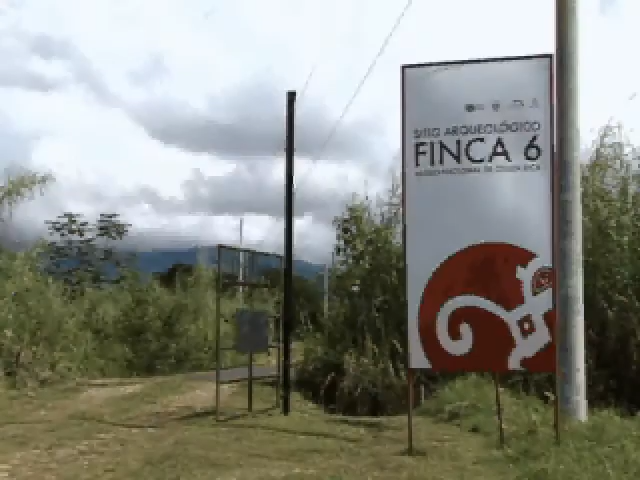 SITIO ARQUEOLÓGICO
FINCA 6
MUSEO NACIONAL DE COSTA RICA